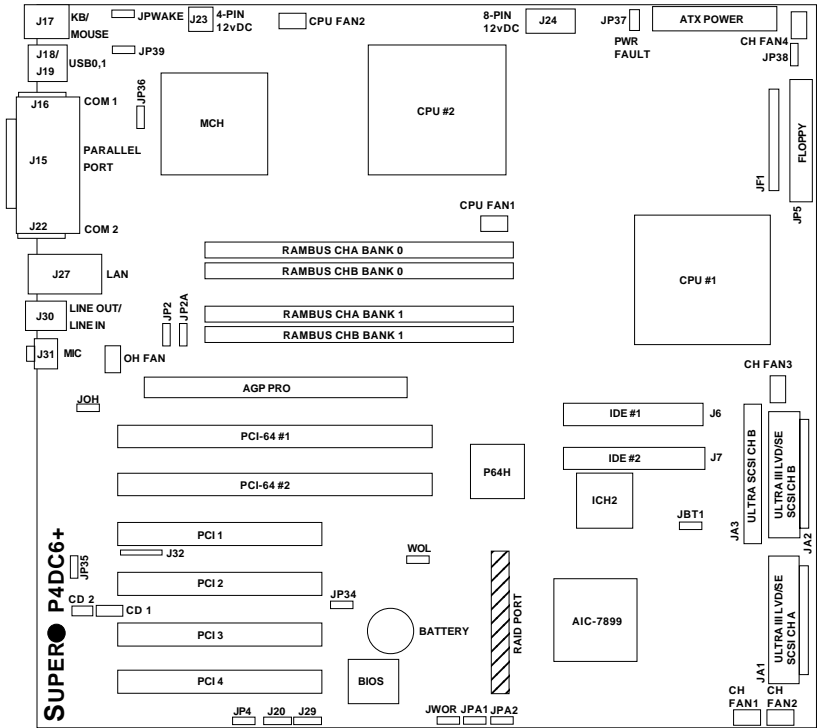 J17
KB/
MOUSE
JPWAKE
J23
4-PIN
12vDC
CPU FAN2
8-PIN
12vDC
J24
JP37
PWR
FAULT
ATX POWER
CH FAN4
JP38
J18/
J19
USB0,1
JP39
JP36
J16
COM 1
J15
PARALLEL
PORT
J22
COM 2
MCH
CPU #2
JF1
FLOPPY
JP5
CPU FAN1
CPU #1
RAMBUS CHA BANK 0
RAMBUS CHB BANK 0
RAMBUS CHA BANK 1
RAMBUS CHB BANK 1
J27
LAN
J30
LINE OUT/
LINE IN
JP2
JP2A
J31
MIC
OH FAN
CH FAN3
AGP PRO
JOH
IDE #1
J6
PCI-64 #1
IDE #2
J7
P64H
PCI-64 #2
ICH2
JBT1
ULTRA SCSI CH B
JA3
ULTRA III LVD/SE
SCSI CH B
JA2
PCI 1
J32
WOL
JP35
PCI 2
JP34
CD 2
CD 1
BATTERY
RAID PORT
AIC-7899
ULTRA III LVD/SE
SCSI CH A
JA1
PCI 3
BIOS
PCI 4
SUPER● P4DC6+
JP4
J20
J29
JWOR
JPA1
JPA2
CH
FAN1
CH
FAN2